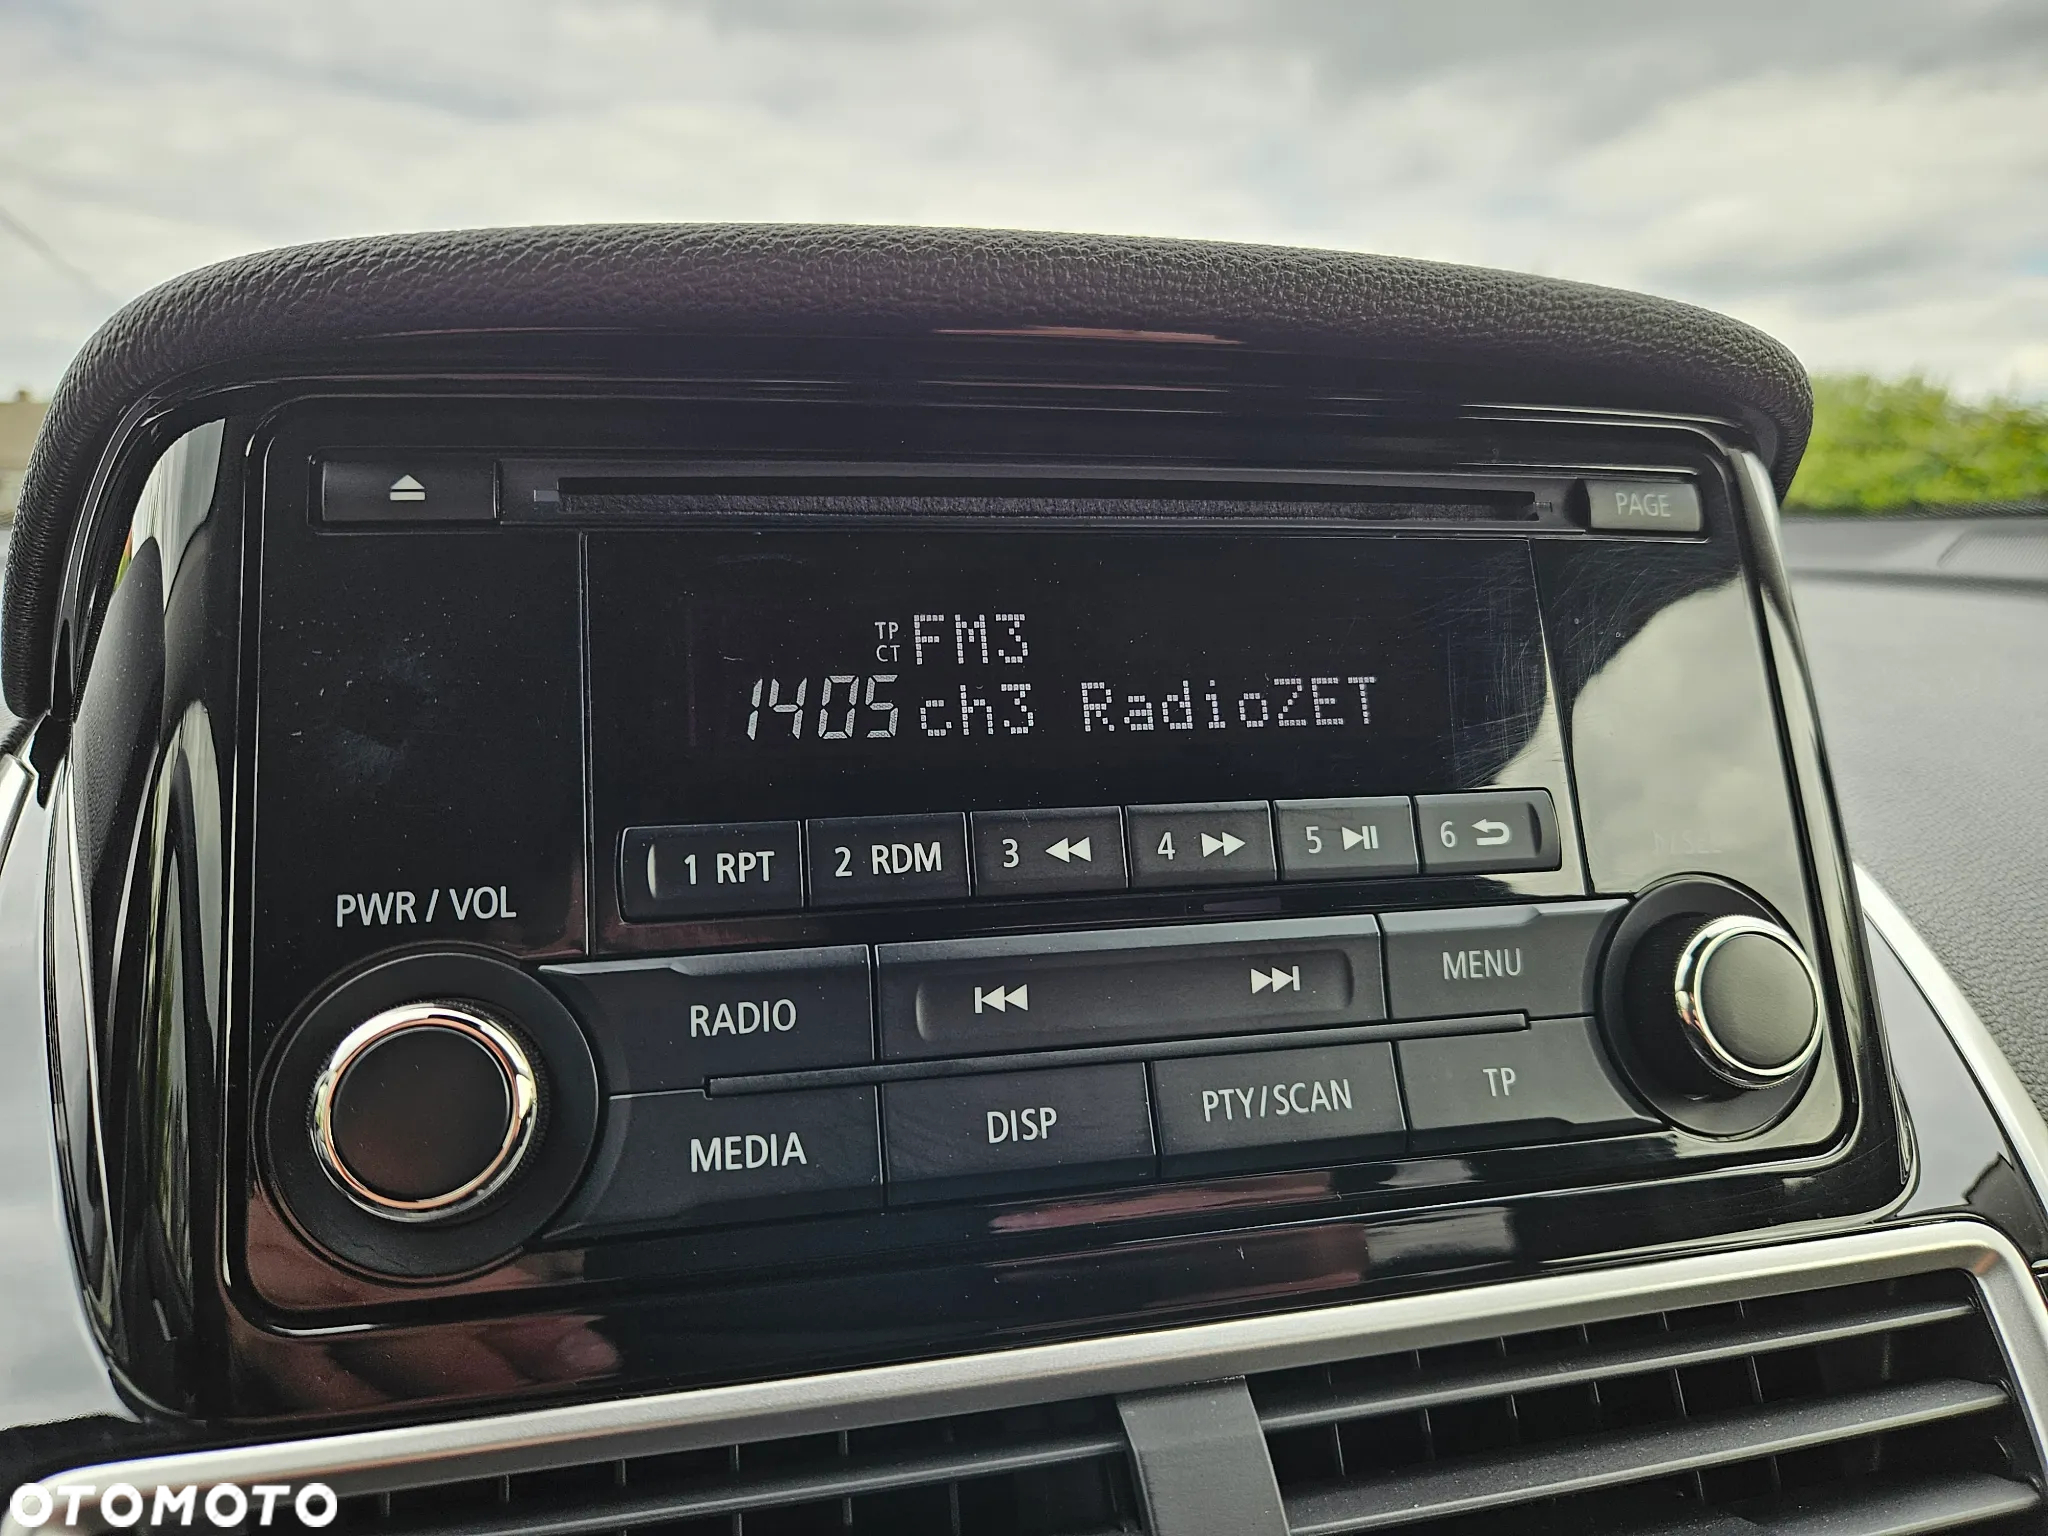 PAGE
TP FM3
CT
1405 ch3 RadioZET
1 RPT 2 RDM 3 4 5 6
PWR / VOL
RADIO MENU
MEDIA DISP PTY/SCAN TP
OTOMOTO